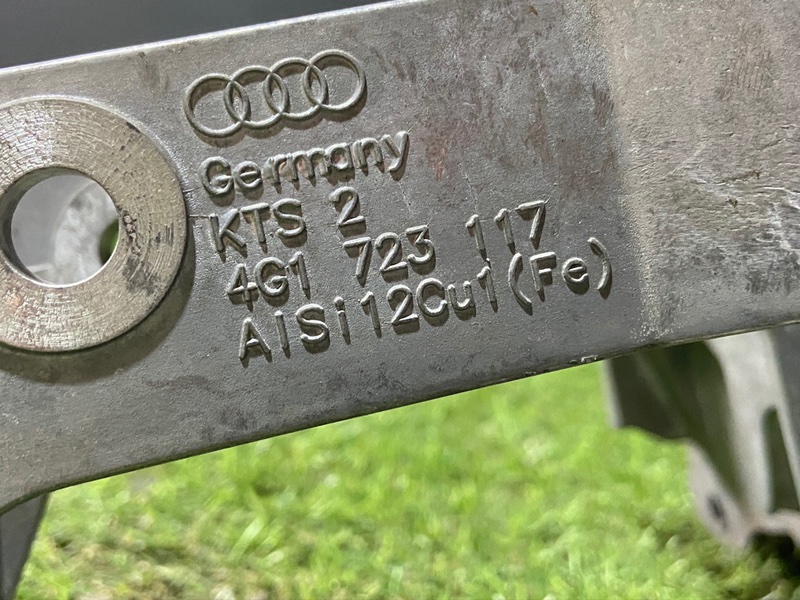 Germany
KTS 2
4G1 723 117
AlSi12Cu1(Fe)